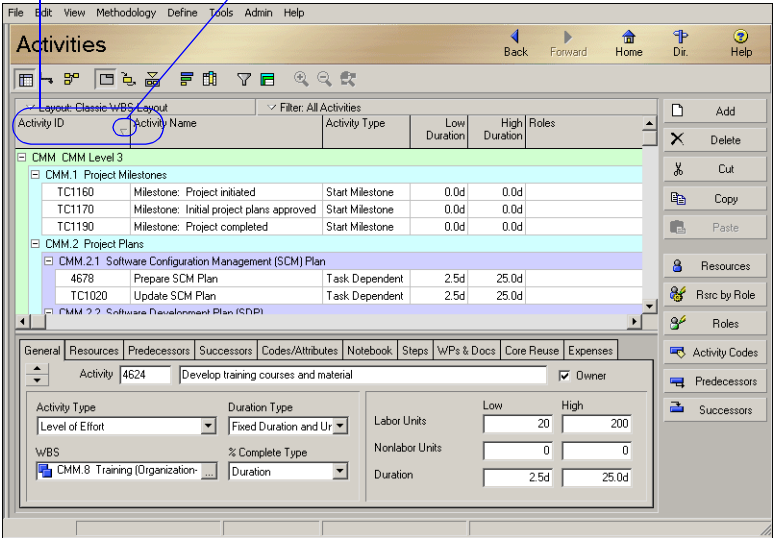 File Edit View Methodology Define Tools Admin Help
Activities
Back Forward Home Dir. Help
Layout: Classic WBS Layout Filter: All Activities
Activity ID Activity Name Activity Type Low Duration High Duration Roles
CMM CMM Level 3
CMM.1 Project Milestones
TC1160 Milestone: Project initiated Start Milestone 0.0d 0.0d
TC1170 Milestone: Initial project plans approved Start Milestone 0.0d 0.0d
TC1190 Milestone: Project completed Start Milestone 0.0d 0.0d
CMM.2 Project Plans
CMM.2.1 Software Configuration Management (SCM) Plan
4678 Prepare SCM Plan Task Dependent 2.5d 25.0d
TC1020 Update SCM Plan Task Dependent 2.5d 25.0d
CMM.2.2 Software Development Plan (SDP)
Add
Delete
Cut
Copy
Paste
Resources
Rsrc by Role
Roles
Activity Codes
Predecessors
Successors
General Resources Predecessors Successors Codes/Attributes Notebook Steps WPs & Docs Core Reuse Expenses
Activity 4624 Develop training courses and material Owner
Activity Type Duration Type Low High
Level of Effort Fixed Duration and Ur Labor Units 20 200
WBS % Complete Type Nonlabor Units 0 0
CMM.8 Training (Organization- ... Duration Duration 2.5d 25.0d